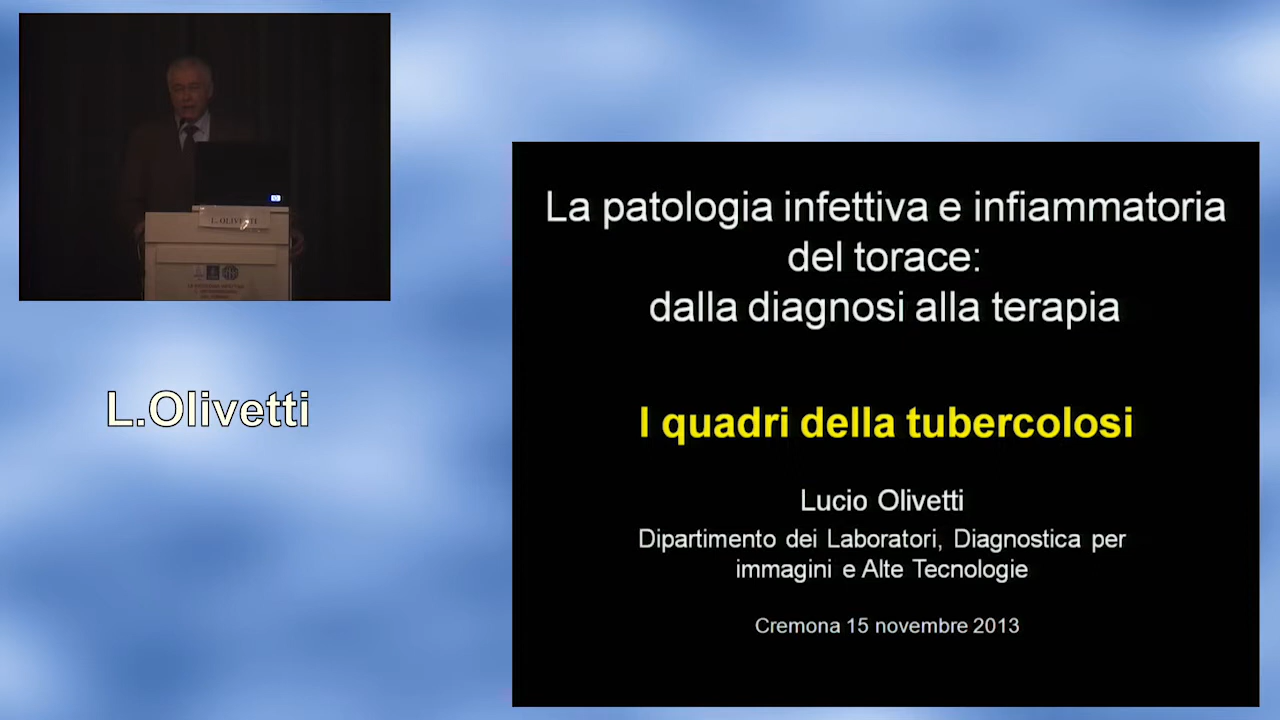 L. OLIVETTI
L.Olivetti
La patologia infettiva e infiammatoria
del torace:
dalla diagnosi alla terapia
I quadri della tubercolosi
Lucio Olivetti
Dipartimento dei Laboratori, Diagnostica per
immagini e Alte Tecnologie
Cremona 15 novembre 2013